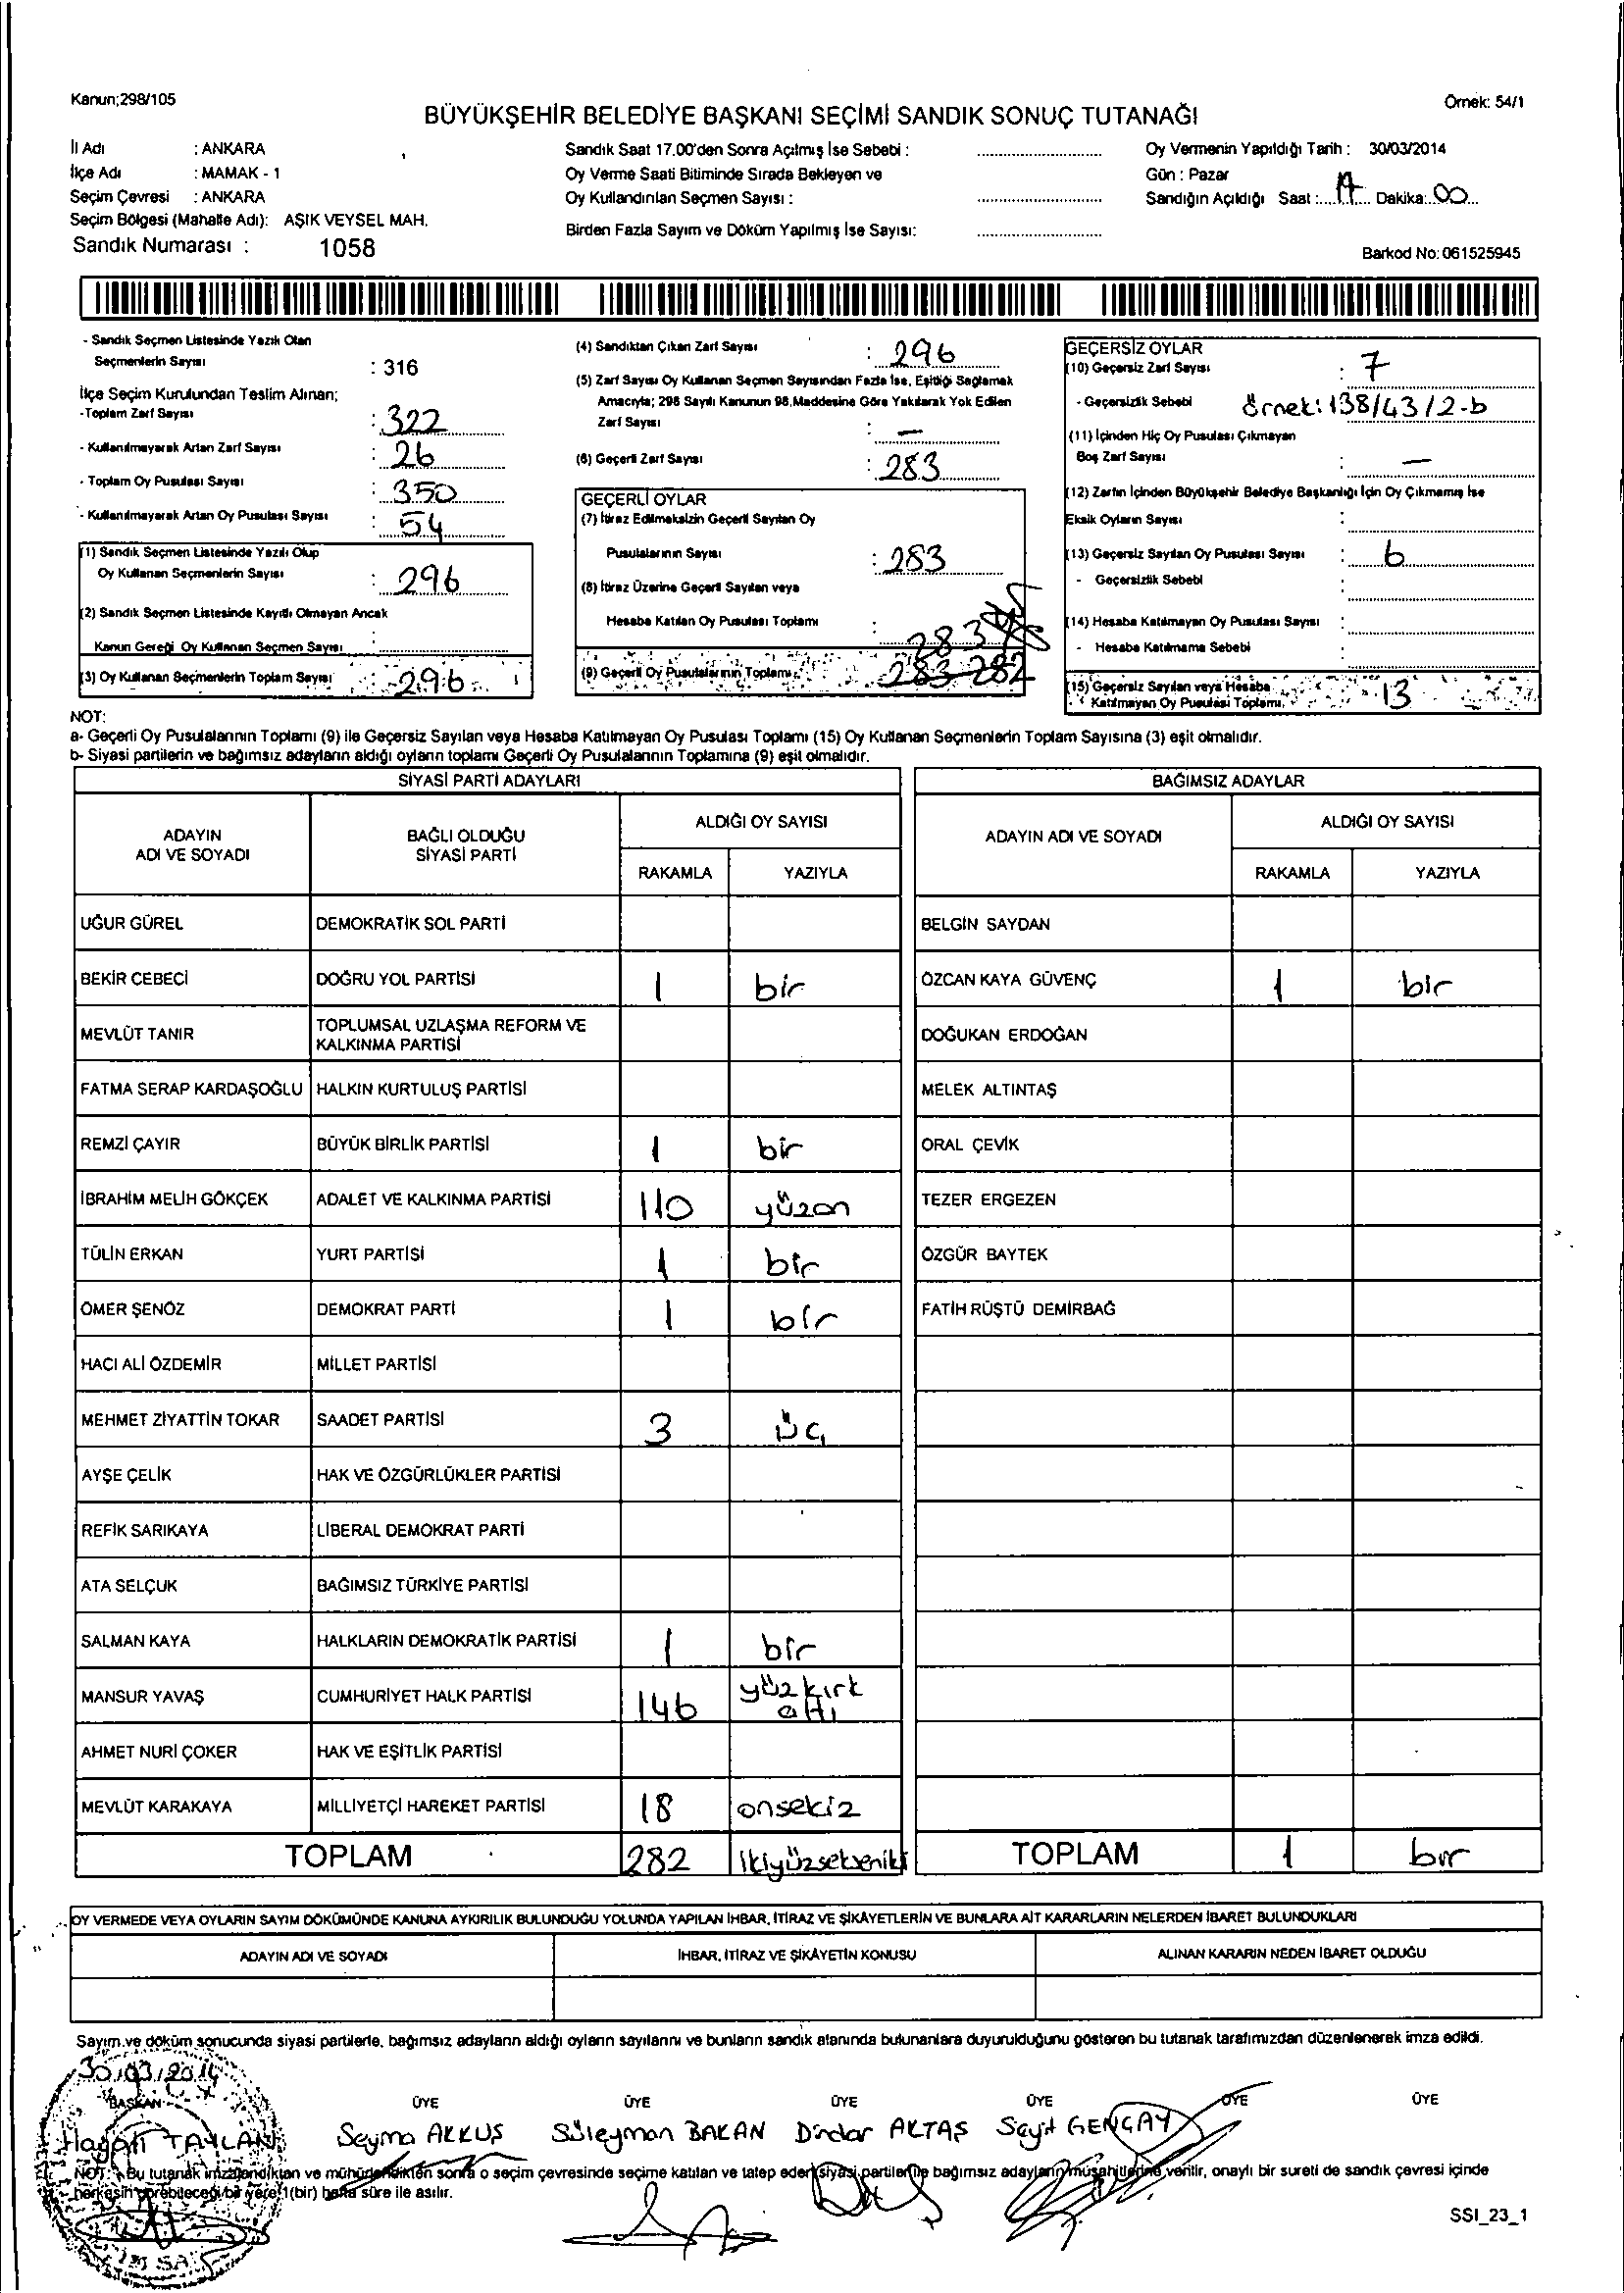 Kanun;298/105
Örnek: 54/1
BÜYÜKŞEHİR BELEDİYE BAŞKANI SEÇİMİ SANDIK SONUÇ TUTANAĞI
İl Adı : ANKARA
İlçe Adı : MAMAK - 1
Seçim Çevresi : ANKARA
Seçim Bölgesi (Mahalle Adı): AŞIK VEYSEL MAH.
Sandık Numarası : 1058
Sandık Saat 17.00'den Sonra Açılmış İse Sebebi :
Oy Verme Saati Bitiminde Sırada Bekleyen ve
Oy Kullandırılan Seçmen Sayısı :
Birden Fazla Sayım ve Döküm Yapılmış İse Sayısı:
Oy Vermenin Yapıldığı Tarih : 30/03/2014
Gün : Pazar
Sandığın Açıldığı Saat : 17 Dakika: 00
Barkod No: 061525945
- Sandık Seçmen Listesinde Yazılı Olan
Seçmenlerin Sayısı : 316
İlçe Seçim Kurulundan Teslim Alınan;
-Toplam Zarf Sayısı : 322
- Kullanılmayarak Artan Zarf Sayısı : 26
- Toplam Oy Pusulası Sayısı : 350
- Kullanılmayarak Artan Oy Pusulası Sayısı : 54
(1) Sandık Seçmen Listesinde Yazılı Olup
Oy Kullanan Seçmenlerin Sayısı : 296
(2) Sandık Seçmen Listesinde Kayıtlı Olmayan Ancak
Kanun Gereği Oy Kullanan Seçmen Sayısı :
(3) Oy Kullanan Seçmenlerin Toplam Sayısı : 296
(4) Sandıktan Çıkan Zarf Sayısı : 296
(5) Zarf Sayısı Oy Kullanan Seçmen Sayısından Fazla İse, Eşitliği Sağlamak
Amacıyla; 298 Sayılı Kanunun 98.Maddesine Göre Yakılarak Yok Edilen
Zarf Sayısı : —
(6) Geçerli Zarf Sayısı : 283
GEÇERLİ OYLAR
(7) İtiraz Edilmeksizin Geçerli Sayılan Oy
Pusulalarının Sayısı : 283
(8) İtiraz Üzerine Geçerli Sayılan veya
Hesaba Katılan Oy Pusulası Toplamı :
283
(9) Geçerli Oy Pusulalarının Toplamı : 283 282
GEÇERSİZ OYLAR
(10) Geçersiz Zarf Sayısı : 7
- Geçersizlik Sebebi Örnek: 138/43/2-b
(11) İçinden Hiç Oy Pusulası Çıkmayan
Boş Zarf Sayısı : —
(12) Zarfın İçinden Büyükşehir Belediye Başkanlığı İçin Oy Çıkmamış İse
Eksik Oyların Sayısı :
(13) Geçersiz Sayılan Oy Pusulası Sayısı : 6
- Geçersizlik Sebebi :
(14) Hesaba Katılmayan Oy Pusulası Sayısı :
- Hesaba Katılmama Sebebi :
(15) Geçersiz Sayılan veya Hesaba
Katılmayan Oy Pusulası Toplamı : 13
NOT:
a- Geçerli Oy Pusulalarının Toplamı (9) ile Geçersiz Sayılan veya Hesaba Katılmayan Oy Pusulası Toplamı (15) Oy Kullanan Seçmenlerin Toplam Sayısına (3) eşit olmalıdır.
b- Siyasi partilerin ve bağımsız adayların aldığı oyların toplamı Geçerli Oy Pusulalarının Toplamına (9) eşit olmalıdır.
SİYASİ PARTİ ADAYLARI
ADAYIN ADI VE SOYADI
BAĞLI OLDUĞU SİYASİ PARTİ
ALDIĞI OY SAYISI
RAKAMLA YAZIYLA
UĞUR GÜREL DEMOKRATİK SOL PARTİ
BEKİR CEBECİ DOĞRU YOL PARTİSİ 1 bir
MEVLÜT TANIR TOPLUMSAL UZLAŞMA REFORM VE KALKINMA PARTİSİ
FATMA SERAP KARDAŞOĞLU HALKIN KURTULUŞ PARTİSİ
REMZİ ÇAYIR BÜYÜK BİRLİK PARTİSİ 1 bir
İBRAHİM MELİH GÖKÇEK ADALET VE KALKINMA PARTİSİ 110 yüzon
TÜLİN ERKAN YURT PARTİSİ 1 bir
ÖMER ŞENÖZ DEMOKRAT PARTİ 1 bir
HACI ALİ ÖZDEMİR MİLLET PARTİSİ
MEHMET ZİYATTİN TOKAR SAADET PARTİSİ 3 üç
AYŞE ÇELİK HAK VE ÖZGÜRLÜKLER PARTİSİ
REFİK SARIKAYA LİBERAL DEMOKRAT PARTİ
ATA SELÇUK BAĞIMSIZ TÜRKİYE PARTİSİ
SALMAN KAYA HALKLARIN DEMOKRATİK PARTİSİ 1 bir
MANSUR YAVAŞ CUMHURİYET HALK PARTİSİ 146 yüzkırk altı
AHMET NURİ ÇOKER HAK VE EŞİTLİK PARTİSİ
MEVLÜT KARAKAYA MİLLİYETÇİ HAREKET PARTİSİ 18 onsekiz
TOPLAM 282 ikiyüzsekseniki
BAĞIMSIZ ADAYLAR
ADAYIN ADI VE SOYADI
ALDIĞI OY SAYISI
RAKAMLA YAZIYLA
BELGİN SAYDAN
ÖZCAN KAYA GÜVENÇ 1 bir
DOĞUKAN ERDOĞAN
MELEK ALTINTAŞ
ORAL ÇEVİK
TEZER ERGEZEN
ÖZGÜR BAYTEK
FATİH RÜŞTÜ DEMİRBAĞ
TOPLAM 1 bir
OY VERMEDE VEYA OYLARIN SAYIM DÖKÜMÜNDE KANUNA AYKIRILIK BULUNDUĞU YOLUNDA YAPILAN İHBAR, İTİRAZ VE ŞİKÂYETLERİN VE BUNLARA AİT KARARLARIN NELERDEN İBARET BULUNDUKLARI
ADAYIN ADI VE SOYADI
İHBAR, İTİRAZ VE ŞİKÂYETİN KONUSU
ALINAN KARARIN NEDEN İBARET OLDUĞU
Sayım ve döküm sonucunda siyasi partilerle, bağımsız adayların aldığı oyların sayılarını ve bunların sandık alanında bulunanlara duyurulduğunu gösteren bu tutanak tarafımızdan düzenlenerek imza edildi.
30/03/2014
BAŞKAN ÜYE ÜYE ÜYE ÜYE ÜYE ÜYE
TAYLAN Seyma AKKUŞ Süleyman BAKAN Dindar AKTAŞ Seyit GENÇAY
NOT: Bu tutanak imzalandıktan ve mühürlendikten sonra o seçim çevresinde seçime katılan ve talep eden siyasi partilerle bağımsız adayların müşahitlerine verilir, onaylı bir sureti de sandık çevresi içinde
herkesin görebileceği bir yere 1(bir) hafta süre ile asılır.
SSI_23_1